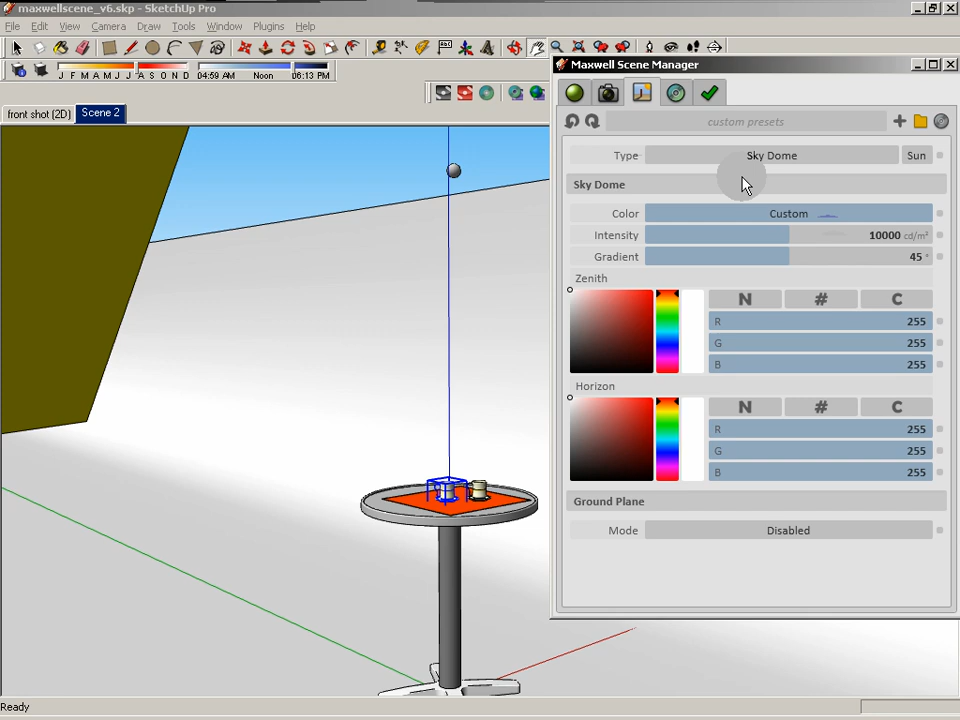 maxwellscene_v6.skp - SketchUp Pro
File Edit View Camera Draw Tools Window Plugins Help
J F M A M J J A S O N D 04:59 AM Noon 06:13 PM
front shot (2D) Scene 2
Maxwell Scene Manager
custom presets
Type Sky Dome Sun
Sky Dome
Color Custom
Intensity 10000 cd/m²
Gradient 45 °
Zenith
N # C
R 255
G 255
B 255
Horizon
N # C
R 255
G 255
B 255
Ground Plane
Mode Disabled
Ready